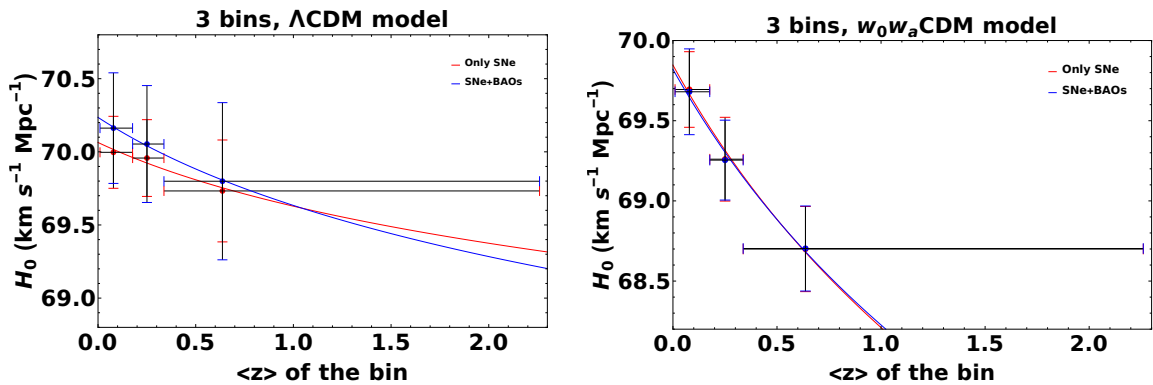 3 bins, ΛCDM model
H₀ (km s⁻¹ Mpc⁻¹)
70.5
70.0
69.5
69.0
Only SNe
SNe+BAOs
0.0 0.5 1.0 1.5 2.0
<z> of the bin
3 bins, w₀wₐCDM model
H₀ (km s⁻¹ Mpc⁻¹)
70.0
69.5
69.0
68.5
Only SNe
SNe+BAOs
0.0 0.5 1.0 1.5 2.0
<z> of the bin